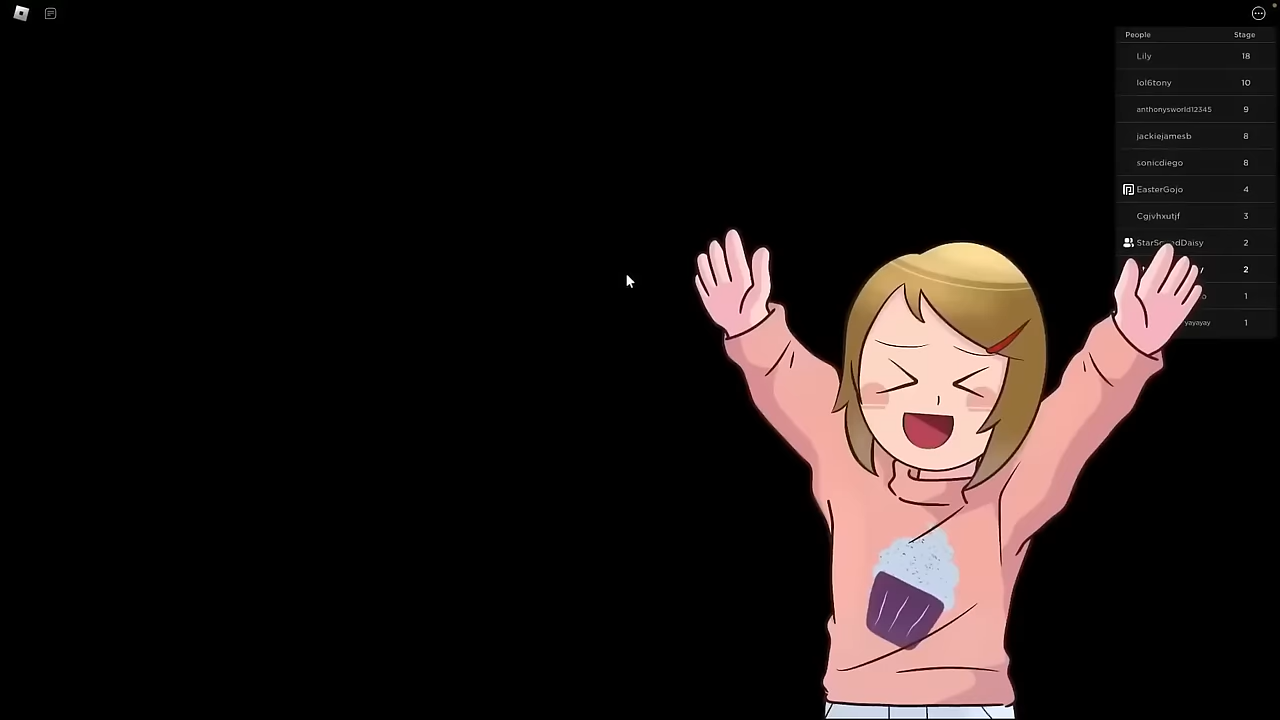 People Stage
Lily 18
lol6tony 10
anthonysworld12345 9
jackiejamesb 8
sonicdiego 8
EasterGojo 4
Cgjvhxutjf 3
2
2
1
yayayay 1